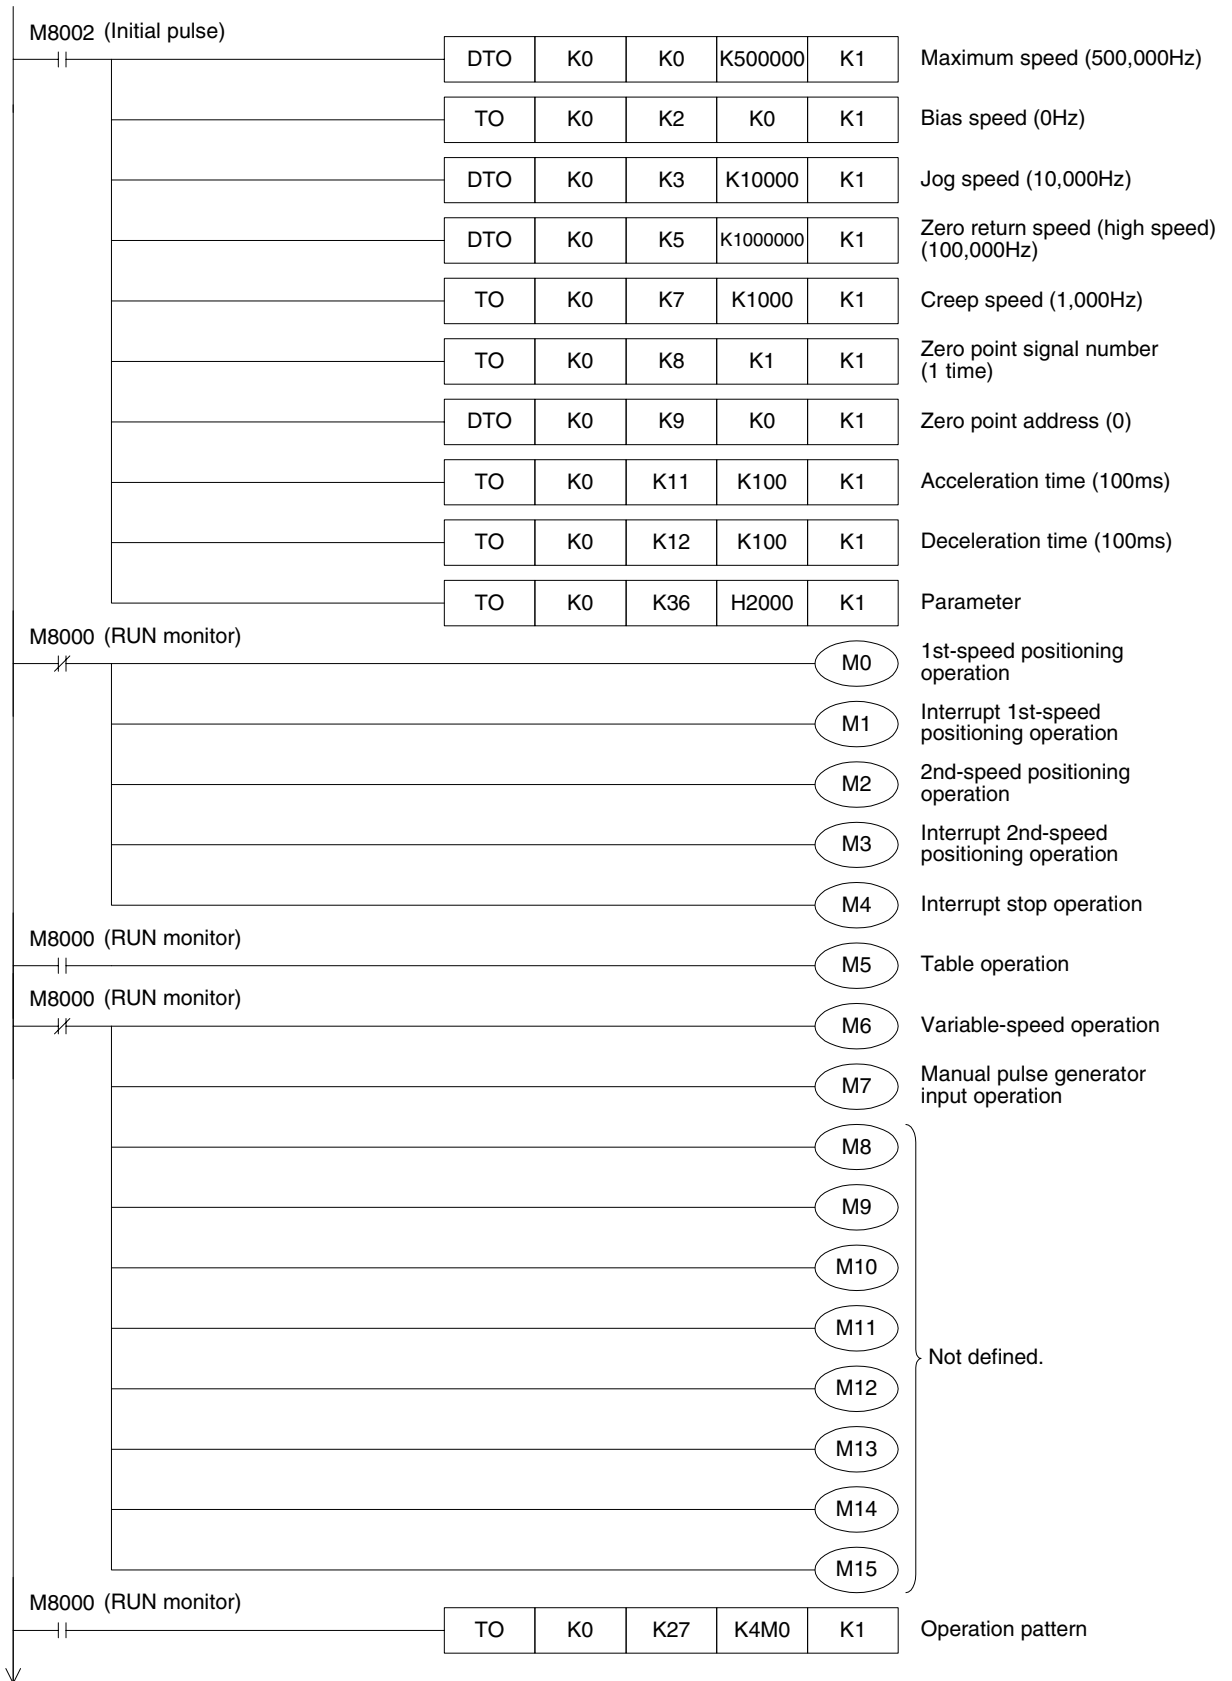 M8002 (Initial pulse)
DTO K0 K0 K500000 K1 Maximum speed (500,000Hz)
TO K0 K2 K0 K1 Bias speed (0Hz)
DTO K0 K3 K10000 K1 Jog speed (10,000Hz)
DTO K0 K5 K1000000 K1 Zero return speed (high speed)
(100,000Hz)
TO K0 K7 K1000 K1 Creep speed (1,000Hz)
TO K0 K8 K1 K1 Zero point signal number
(1 time)
DTO K0 K9 K0 K1 Zero point address (0)
TO K0 K11 K100 K1 Acceleration time (100ms)
TO K0 K12 K100 K1 Deceleration time (100ms)
TO K0 K36 H2000 K1 Parameter
M8000 (RUN monitor)
M0 1st-speed positioning
operation
M1 Interrupt 1st-speed
positioning operation
M2 2nd-speed positioning
operation
M3 Interrupt 2nd-speed
positioning operation
M4 Interrupt stop operation
M8000 (RUN monitor)
M5 Table operation
M8000 (RUN monitor)
M6 Variable-speed operation
M7 Manual pulse generator
input operation
M8
M9
M10
M11
Not defined.
M12
M13
M14
M15
M8000 (RUN monitor)
TO K0 K27 K4M0 K1 Operation pattern